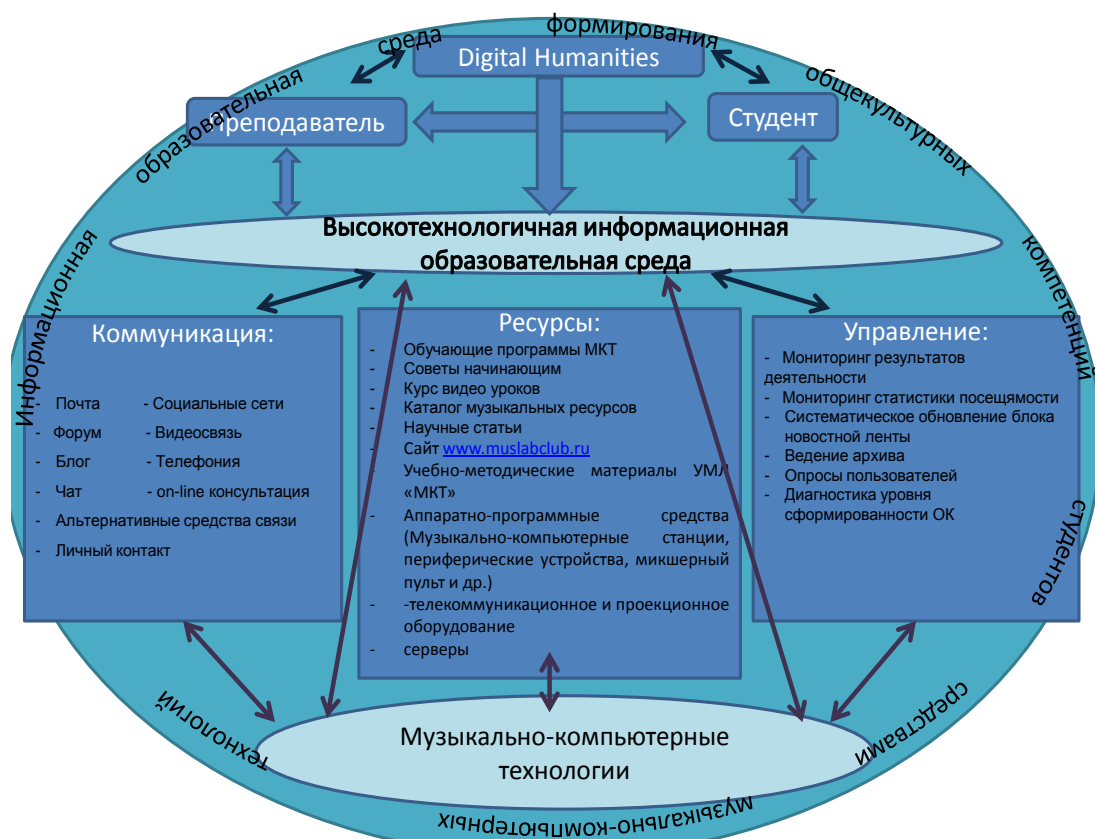 Информационная образовательная среда формирования общекультурных компетенций студентов средствами музыкально-компьютерных технологий
Digital Humanities
Преподаватель
Студент
Высокотехнологичная информационная
образовательная среда
Коммуникация:
- Почта - Социальные сети
- Форум - Видеосвязь
- Блог - Телефония
- Чат - on-line консультация
- Альтернативные средства связи
- Личный контакт
Ресурсы:
- Обучающие программы МКТ
- Советы начинающим
- Курс видео уроков
- Каталог музыкальных ресурсов
- Научные статьи
- Сайт www.muslabclub.ru
- Учебно-методические материалы УМЛ
«МКТ»
- Аппаратно-программные средства
(Музыкально-компьютерные станции,
периферические устройства, микшерный
пульт и др.)
- -телекоммуникационное и проекционное
оборудование
- серверы
Управление:
- Мониторинг результатов
деятельности
- Мониторинг статистики посещямости
- Систематическое обновление блока
новостной ленты
- Ведение архива
- Опросы пользователей
- Диагностика уровня
сформированности ОК
Музыкально-компьютерные
технологии